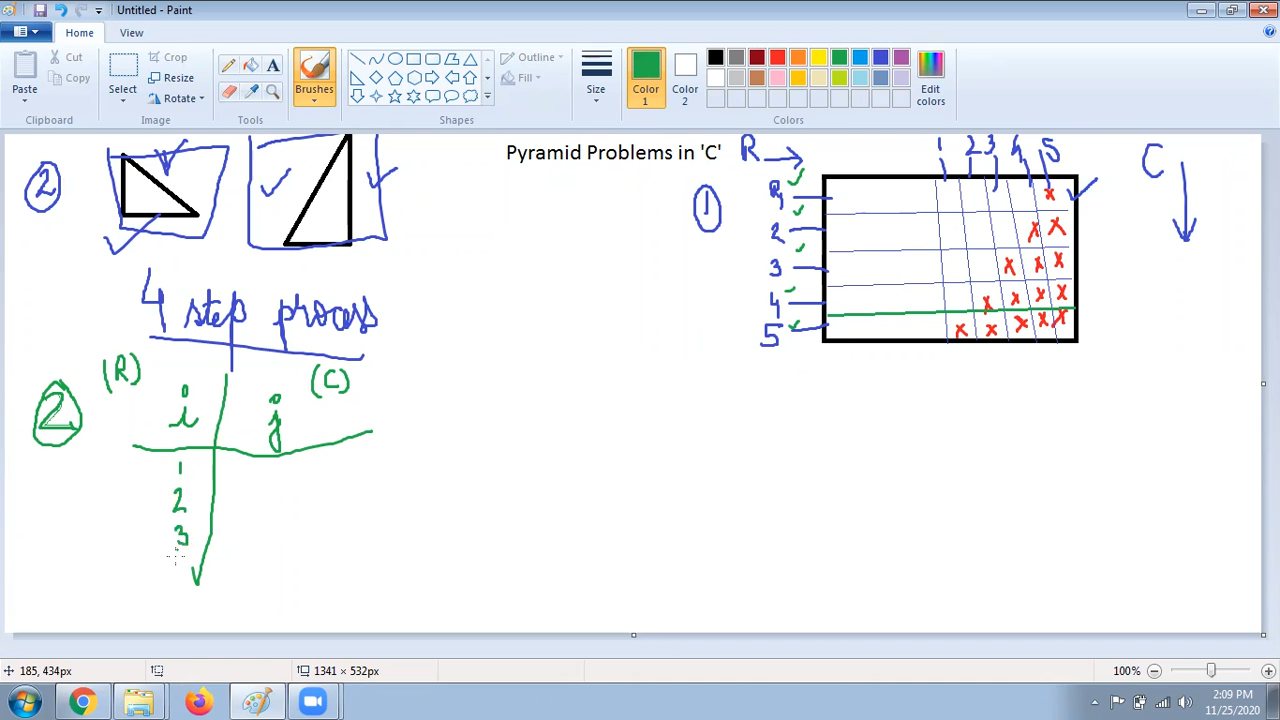 Untitled - Paint
Home
View
Paste
Cut
Copy
Clipboard
Select
Crop
Resize
Rotate
Image
A
Tools
Brushes
Outline
Fill
Shapes
Size
Color 1
Color 2
Edit colors
Colors
Pyramid Problems in 'C'
2
R
1 2 3 4 5
C
1
R1
x
2
x x
3
x x x
4
x x x x
5
x x x x x
4 step process
(R)
(C)
2
i
j
1
2
3
185, 434px
1341 × 532px
100%
2:09 PM
11/25/2020